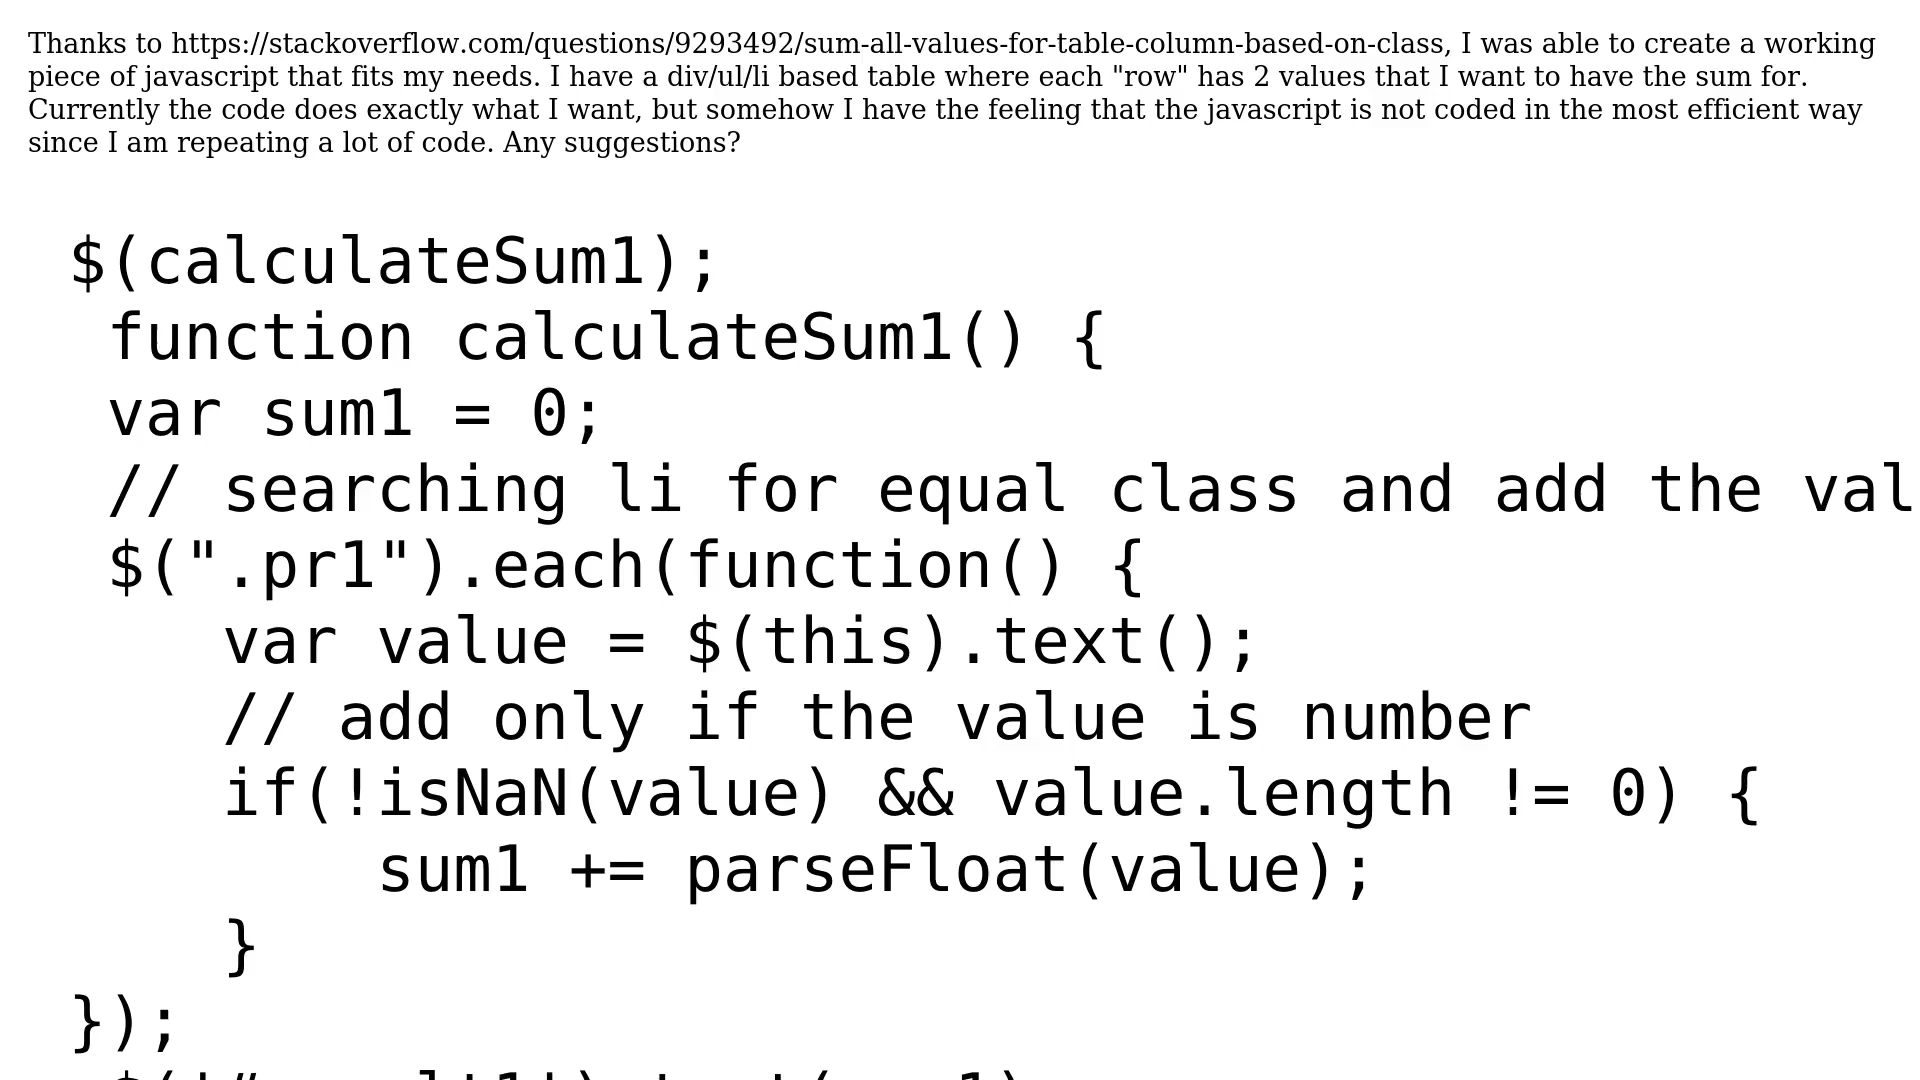 Thanks to https://stackoverflow.com/questions/9293492/sum-all-values-for-table-column-based-on-class, I was able to create a working
piece of javascript that fits my needs. I have a div/ul/li based table where each "row" has 2 values that I want to have the sum for.
Currently the code does exactly what I want, but somehow I have the feeling that the javascript is not coded in the most efficient way
since I am repeating a lot of code. Any suggestions?
$(calculateSum1);
function calculateSum1() {
var sum1 = 0;
// searching li for equal class and add the val
$(".pr1").each(function() {
var value = $(this).text();
// add only if the value is number
if(!isNaN(value) && value.length != 0) {
sum1 += parseFloat(value);
}
});